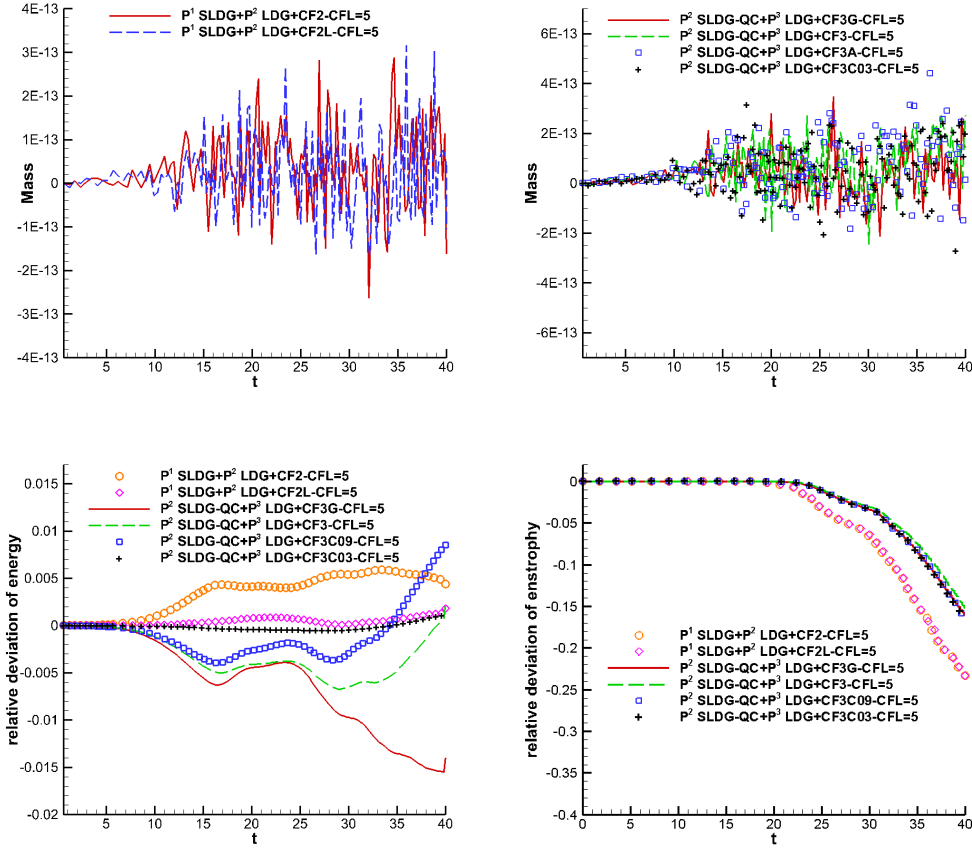 P¹ SLDG+P² LDG+CF2-CFL=5
P¹ SLDG+P² LDG+CF2L-CFL=5
4E-13
3E-13
2E-13
1E-13
0
-1E-13
-2E-13
-3E-13
-4E-13
Mass
5 10 15 20 25 30 35 40
t
P² SLDG-QC+P³ LDG+CF3G-CFL=5
P² SLDG-QC+P³ LDG+CF3-CFL=5
P² SLDG-QC+P³ LDG+CF3A-CFL=5
P² SLDG-QC+P³ LDG+CF3C03-CFL=5
6E-13
4E-13
2E-13
0
-2E-13
-4E-13
-6E-13
Mass
5 10 15 20 25 30 35 40
t
P¹ SLDG+P² LDG+CF2-CFL=5
P¹ SLDG+P² LDG+CF2L-CFL=5
P² SLDG-QC+P³ LDG+CF3G-CFL=5
P² SLDG-QC+P³ LDG+CF3-CFL=5
P² SLDG-QC+P³ LDG+CF3C09-CFL=5
P² SLDG-QC+P³ LDG+CF3C03-CFL=5
0.015
0.01
0.005
0
-0.005
-0.01
-0.015
-0.02
relative deviation of energy
5 10 15 20 25 30 35 40
t
0
-0.05
-0.1
-0.15
-0.2
-0.25
-0.3
-0.35
-0.4
relative deviation of enstrophy
P¹ SLDG+P² LDG+CF2-CFL=5
P¹ SLDG+P² LDG+CF2L-CFL=5
P² SLDG-QC+P³ LDG+CF3G-CFL=5
P² SLDG-QC+P³ LDG+CF3-CFL=5
P² SLDG-QC+P³ LDG+CF3C09-CFL=5
P² SLDG-QC+P³ LDG+CF3C03-CFL=5
0 5 10 15 20 25 30 35 40
t